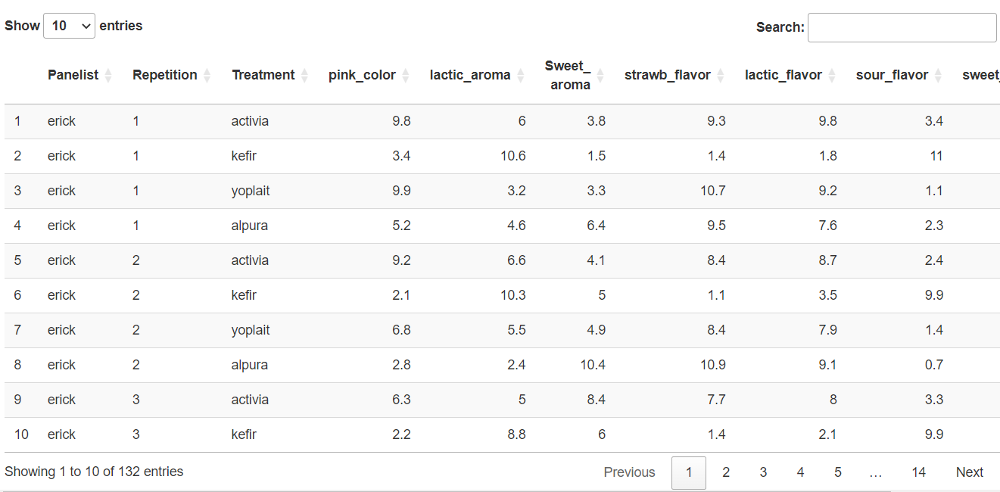 Show 10 entries Search:
Panelist Repetition Treatment pink_color lactic_aroma Sweet_ aroma strawb_flavor lactic_flavor sour_flavor sweet_
1 erick 1 activia 9.8 6 3.8 9.3 9.8 3.4
2 erick 1 kefir 3.4 10.6 1.5 1.4 1.8 11
3 erick 1 yoplait 9.9 3.2 3.3 10.7 9.2 1.1
4 erick 1 alpura 5.2 4.6 6.4 9.5 7.6 2.3
5 erick 2 activia 9.2 6.6 4.1 8.4 8.7 2.4
6 erick 2 kefir 2.1 10.3 5 1.1 3.5 9.9
7 erick 2 yoplait 6.8 5.5 4.9 8.4 7.9 1.4
8 erick 2 alpura 2.8 2.4 10.4 10.9 9.1 0.7
9 erick 3 activia 6.3 5 8.4 7.7 8 3.3
10 erick 3 kefir 2.2 8.8 6 1.4 2.1 9.9
Showing 1 to 10 of 132 entries Previous 1 2 3 4 5 … 14 Next